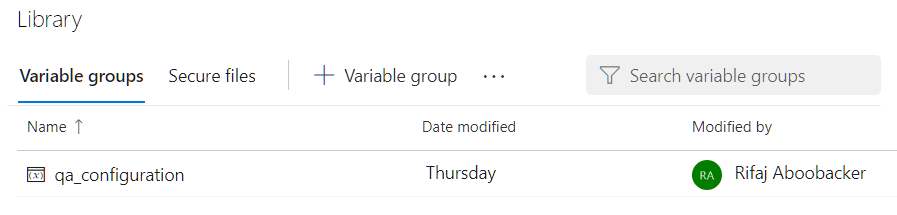 Library
Variable groups Secure files + Variable group ... Search variable groups
Name ↑ Date modified Modified by
(x) qa_configuration Thursday RA Rifaj Aboobacker